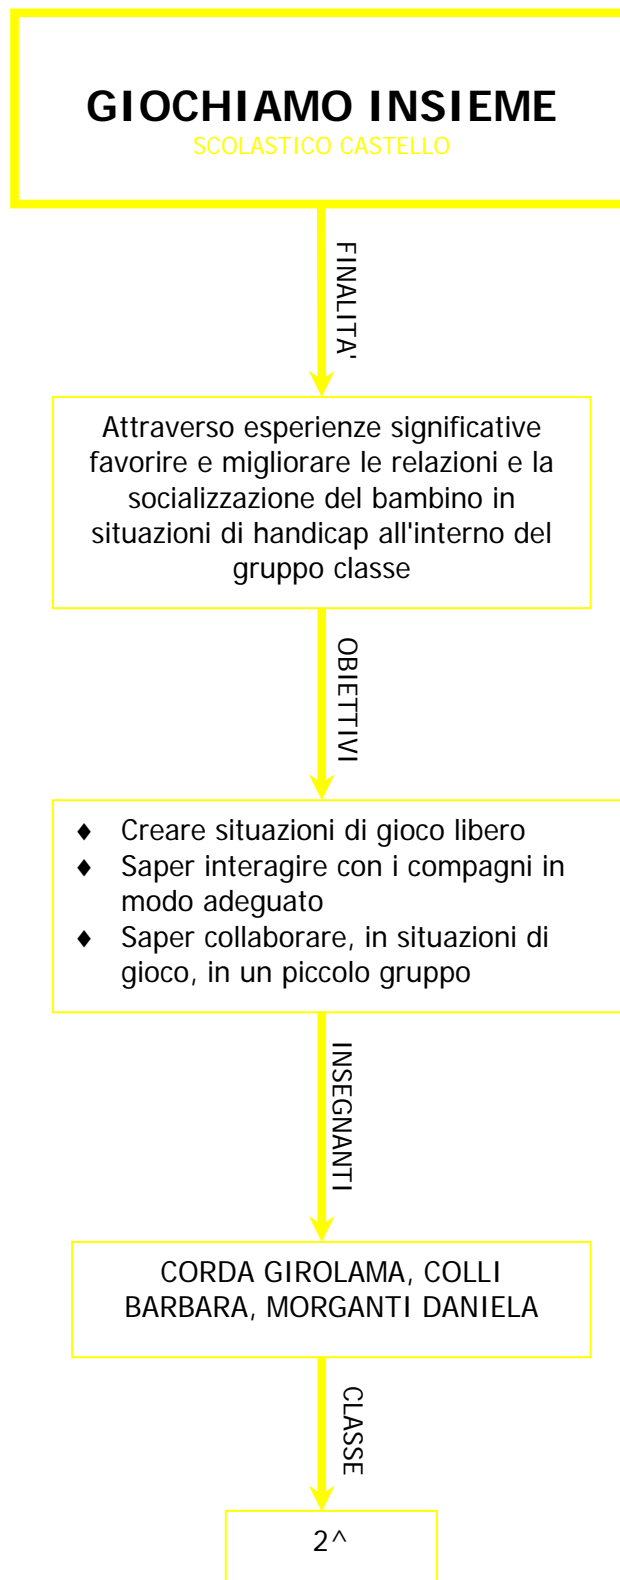 GIOCHIAMO INSIEME
SCOLASTICO CASTELLO
FINALITA'
Attraverso esperienze significative
favorire e migliorare le relazioni e la
socializzazione del bambino in
situazioni di handicap all'interno del
gruppo classe
OBIETTIVI
♦ Creare situazioni di gioco libero
♦ Saper interagire con i compagni in
modo adeguato
♦ Saper collaborare, in situazioni di
gioco, in un piccolo gruppo
INSEGNANTI
CORDA GIROLAMA, COLLI
BARBARA, MORGANTI DANIELA
CLASSE
2^